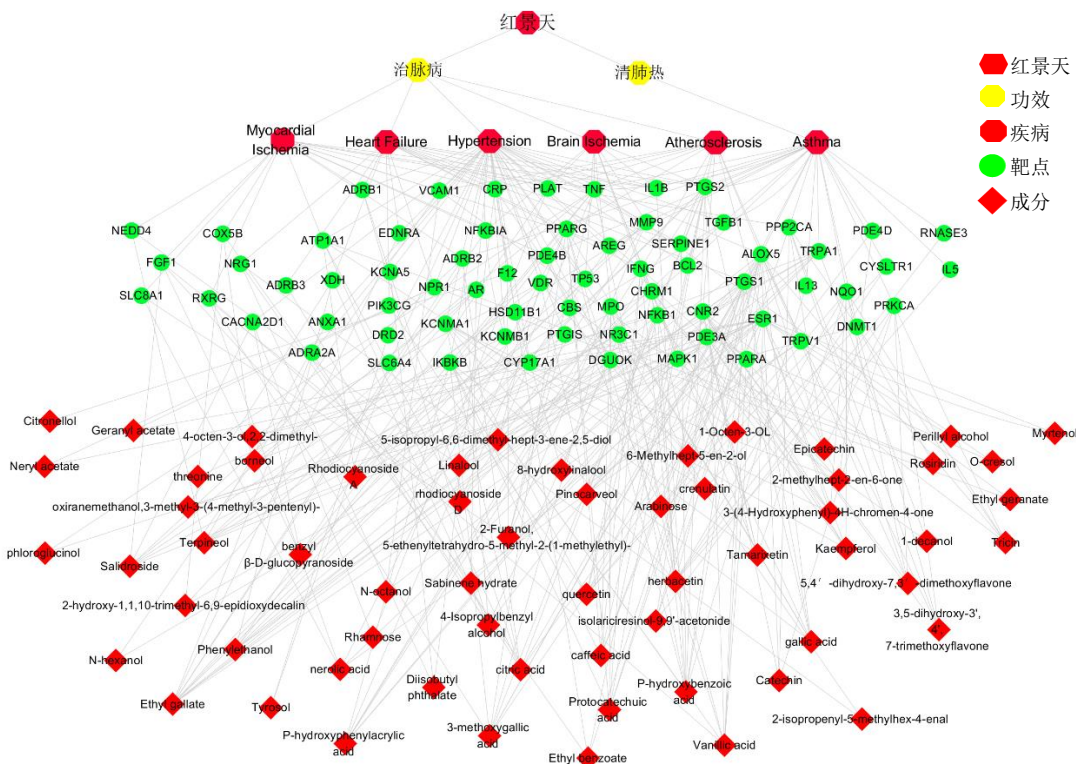 红景天
治脉病
清肺热
红景天
功效
疾病
靶点
成分
Myocardial
Ischemia
Heart Failure
Hypertension
Brain Ischemia
Atherosclerosis
Asthma
ADRB1
VCAM1
CRP
PLAT
TNF
IL1B
PTGS2
NEDD4
COX5B
ATP1A1
EDNRA
NFKBIA
PPARG
AREG
MMP9
SERPINE1
TGFB1
PPP2CA
PDE4D
RNASE3
FGF1
NRG1
ADRB3
XDH
KCNA5
ADRB2
PDE4B
F12
VDR
TP53
IFNG
BCL2
ALOX5
TRPA1
CYSLTR1
IL5
SLC8A1
RXRG
NPR1
AR
CHRM1
PTGS1
IL13
NQO1
PRKCA
CACNA2D1
ANXA1
PIK3CG
KCNMA1
HSD11B1
CBS
MPO
NFKB1
CNR2
ESR1
DNMT1
ADRA2A
DRD2
KCNMB1
PTGIS
NR3C1
PDE3A
TRPV1
SLC6A4
IKBKB
CYP17A1
DGUOK
MAPK1
PPARA
Citronellol
Geranyl acetate
4-octen-3-ol,2,2-dimethyl-
5-isopropyl-6,6-dimethyl-hept-3-ene-2,5-diol
1-Octen-3-OL
Epicatechin
Perillyl alcohol
Myrtenol
Neryl acetate
threonine
borneol
Rhodiocyanoside
A
Linalool
8-hydroxylinalool
6-Methylhept-5-en-2-ol
2-methylhept-2-en-6-one
Rosiridin
O-cresol
oxiranemethanol,3-methyl-3-(4-methyl-3-pentenyl)-
rhodiocyanoside
D
Pinocarveol
Arabinose
crenulatin
3-(4-Hydroxyphenyl)-4H-chromen-4-one
Ethyl geranate
phloroglucinol
Terpineol
Salidroside
benzyl
β-D-glucopyranoside
2-Furanol,
5-ethenyltetrahydro-5-methyl-2-(1-methylethyl)-
Tamarixetin
Kaempferol
1-decanol
Tricin
2-hydroxy-1,1,10-trimethyl-6,9-epidioxydecalin
N-octanol
Sabinene hydrate
quercetin
herbacetin
5,4′-dihydroxy-7,3′-dimethoxyflavone
N-hexanol
Phenylethanol
Rhamnose
4-Isopropylbenzyl
alcohol
isolariciresinol-9,9'-acetonide
gallic acid
3,5-dihydroxy-3',
4',
7-trimethoxyflavone
Ethyl gallate
Tyrosol
nerolic acid
Diisobutyl
phthalate
citric acid
caffeic acid
P-hydroxybenzoic
acid
Catechin
P-hydroxyphenylacrylic
acid
3-methoxygallic
acid
Protocatechuic
acid
Ethyl benzoate
Vanillic acid
2-isopropenyl-5-methylhex-4-enal